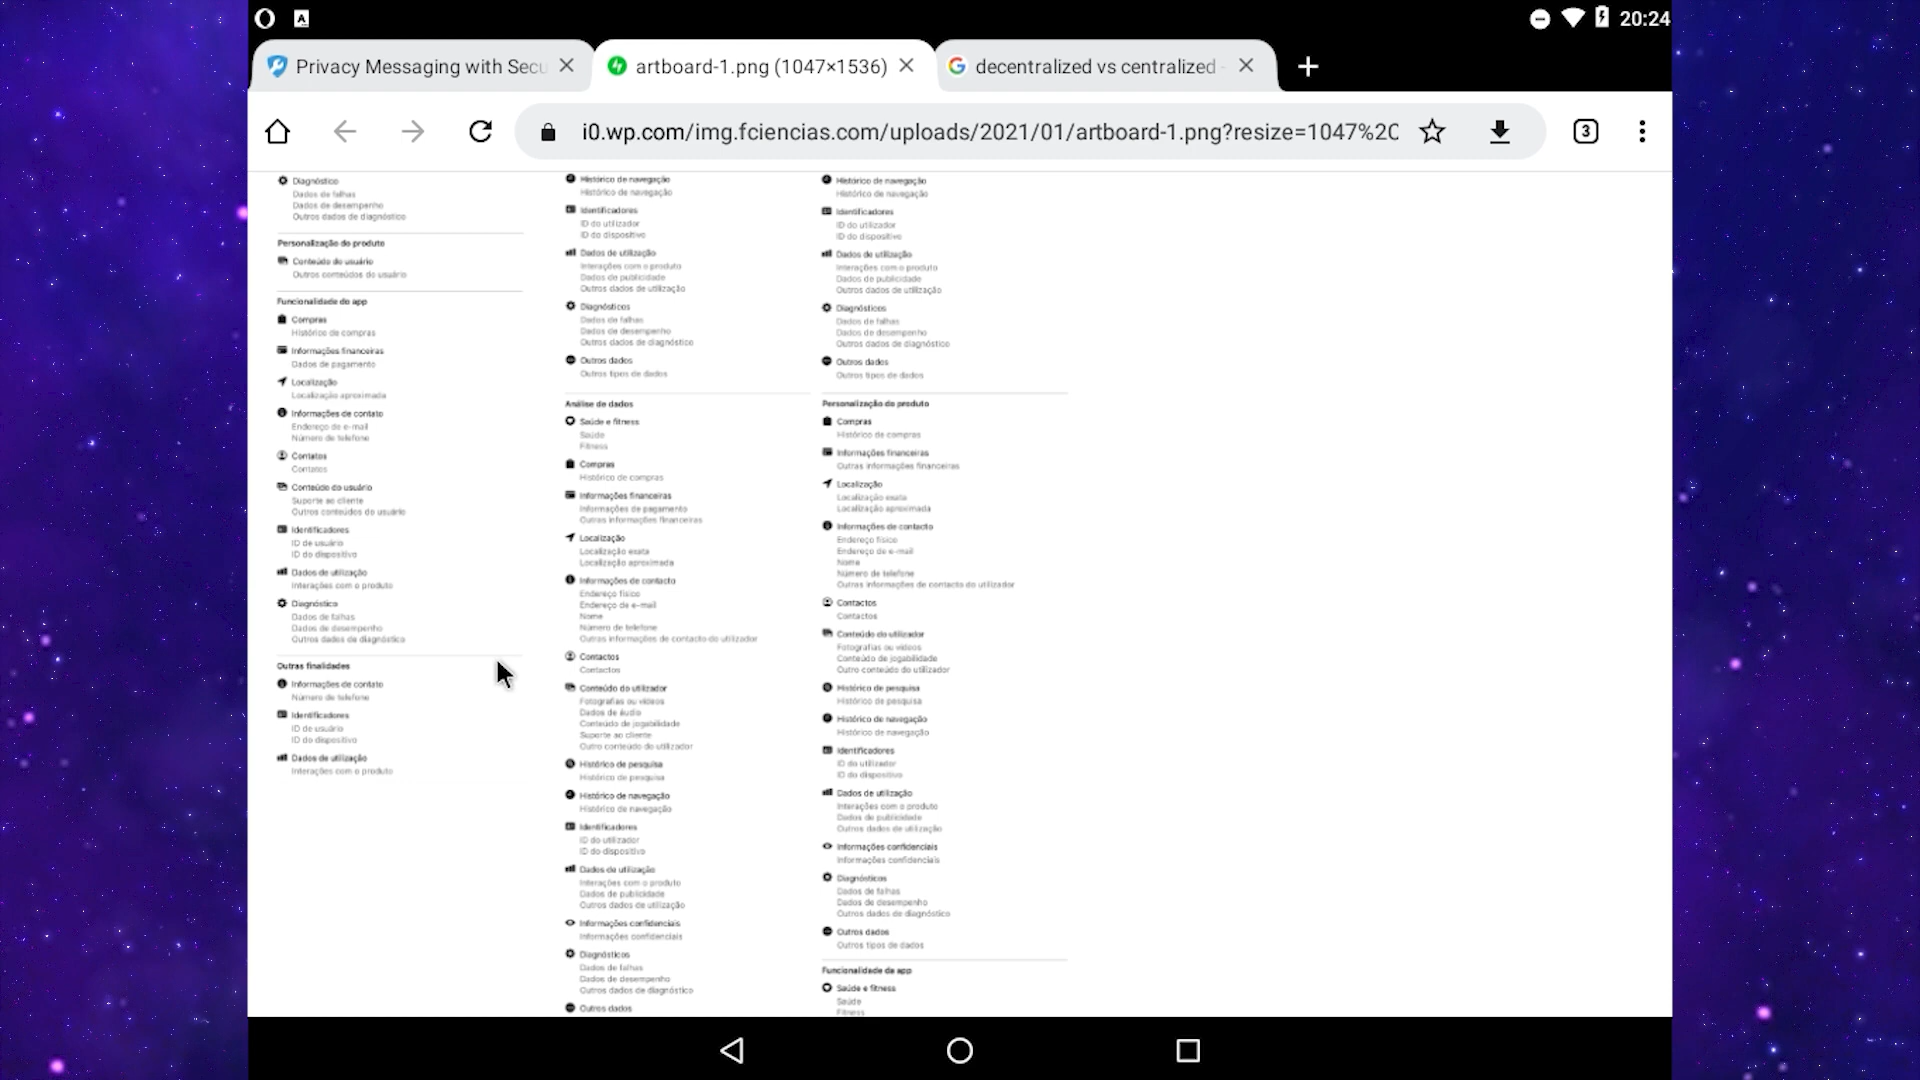 20:24
Privacy Messaging with Secu
artboard-1.png (1047×1536)
decentralized vs centralized -
i0.wp.com/img.fciencias.com/uploads/2021/01/artboard-1.png?resize=1047%2C
3
Diagnóstico
Dados de falhas
Dados de desempenho
Outros dados de diagnóstico
Personalização do produto
Conteúdo do usuário
Outros conteúdos do usuário
Funcionalidade do app
Compras
Histórico de compras
Informações financeiras
Dados de pagamento
Localização
Localização aproximada
Informações de contato
Endereço de e-mail
Número de telefone
Contatos
Contatos
Conteúdo do usuário
Suporte ao cliente
Outros conteúdos do usuário
Identificadores
ID de usuário
ID do dispositivo
Dados de utilização
Interações com o produto
Diagnóstico
Dados de falhas
Dados de desempenho
Outros dados de diagnóstico
Outras finalidades
Informações de contato
Número de telefone
Identificadores
ID de usuário
ID do dispositivo
Dados de utilização
Interações com o produto
Histórico de navegação
Histórico de navegação
Identificadores
ID do utilizador
ID do dispositivo
Dados de utilização
Interações com o produto
Dados de publicidade
Outros dados de utilização
Diagnósticos
Dados de falhas
Dados de desempenho
Outros dados de diagnóstico
Outros dados
Outros tipos de dados
Análise de dados
Saúde e fitness
Saúde
Fitness
Compras
Histórico de compras
Informações financeiras
Informações de pagamento
Outras informações financeiras
Localização
Localização exata
Localização aproximada
Informações de contacto
Endereço físico
Endereço de e-mail
Nome
Número de telefone
Outras informações de contacto do utilizador
Contactos
Contactos
Conteúdo do utilizador
Fotografias ou vídeos
Dados de áudio
Conteúdo de jogabilidade
Suporte ao cliente
Outro conteúdo do utilizador
Histórico de pesquisa
Histórico de pesquisa
Histórico de navegação
Histórico de navegação
Identificadores
ID do utilizador
ID do dispositivo
Dados de utilização
Interações com o produto
Dados de publicidade
Outros dados de utilização
Informações confidenciais
Informações confidenciais
Diagnósticos
Dados de falhas
Dados de desempenho
Outros dados de diagnóstico
Outros dados
Histórico de navegação
Histórico de navegação
Identificadores
ID do utilizador
ID do dispositivo
Dados de utilização
Interações com o produto
Dados de publicidade
Outros dados de utilização
Diagnósticos
Dados de falhas
Dados de desempenho
Outros dados de diagnóstico
Outros dados
Outros tipos de dados
Personalização do produto
Compras
Histórico de compras
Informações financeiras
Outras informações financeiras
Localização
Localização exata
Localização aproximada
Informações de contacto
Endereço físico
Endereço de e-mail
Nome
Número de telefone
Outras informações de contacto do utilizador
Contactos
Contactos
Conteúdo do utilizador
Fotografias ou vídeos
Conteúdo de jogabilidade
Outro conteúdo do utilizador
Histórico de pesquisa
Histórico de pesquisa
Histórico de navegação
Histórico de navegação
Identificadores
ID do utilizador
ID do dispositivo
Dados de utilização
Interações com o produto
Dados de publicidade
Outros dados de utilização
Informações confidenciais
Informações confidenciais
Diagnósticos
Dados de falhas
Dados de desempenho
Outros dados de diagnóstico
Outros dados
Outros tipos de dados
Funcionalidade da app
Saúde e fitness
Saúde
Fitness